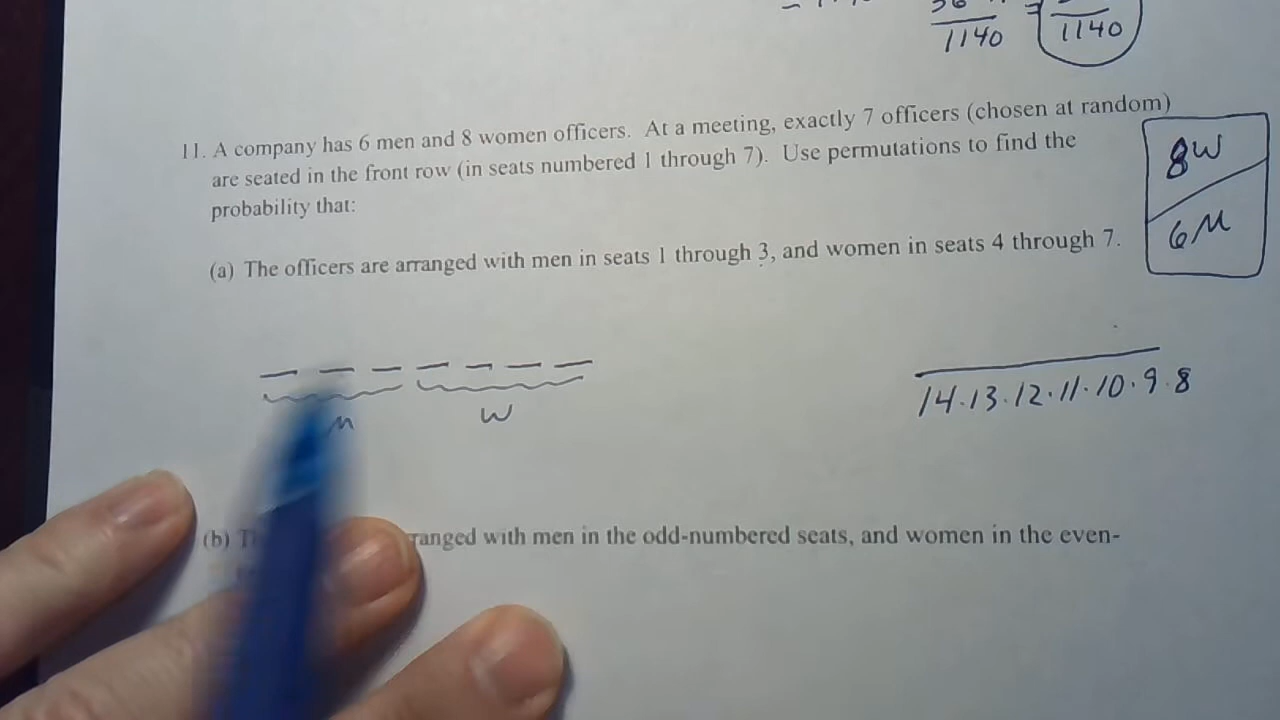 1140 = 1140
11. A company has 6 men and 8 women officers. At a meeting, exactly 7 officers (chosen at random)
are seated in the front row (in seats numbered 1 through 7). Use permutations to find the
probability that:
8W
6M
(a) The officers are arranged with men in seats 1 through 3, and women in seats 4 through 7.
M W
14·13·12·11·10·9·8
(b) ranged with men in the odd-numbered seats, and women in the even-